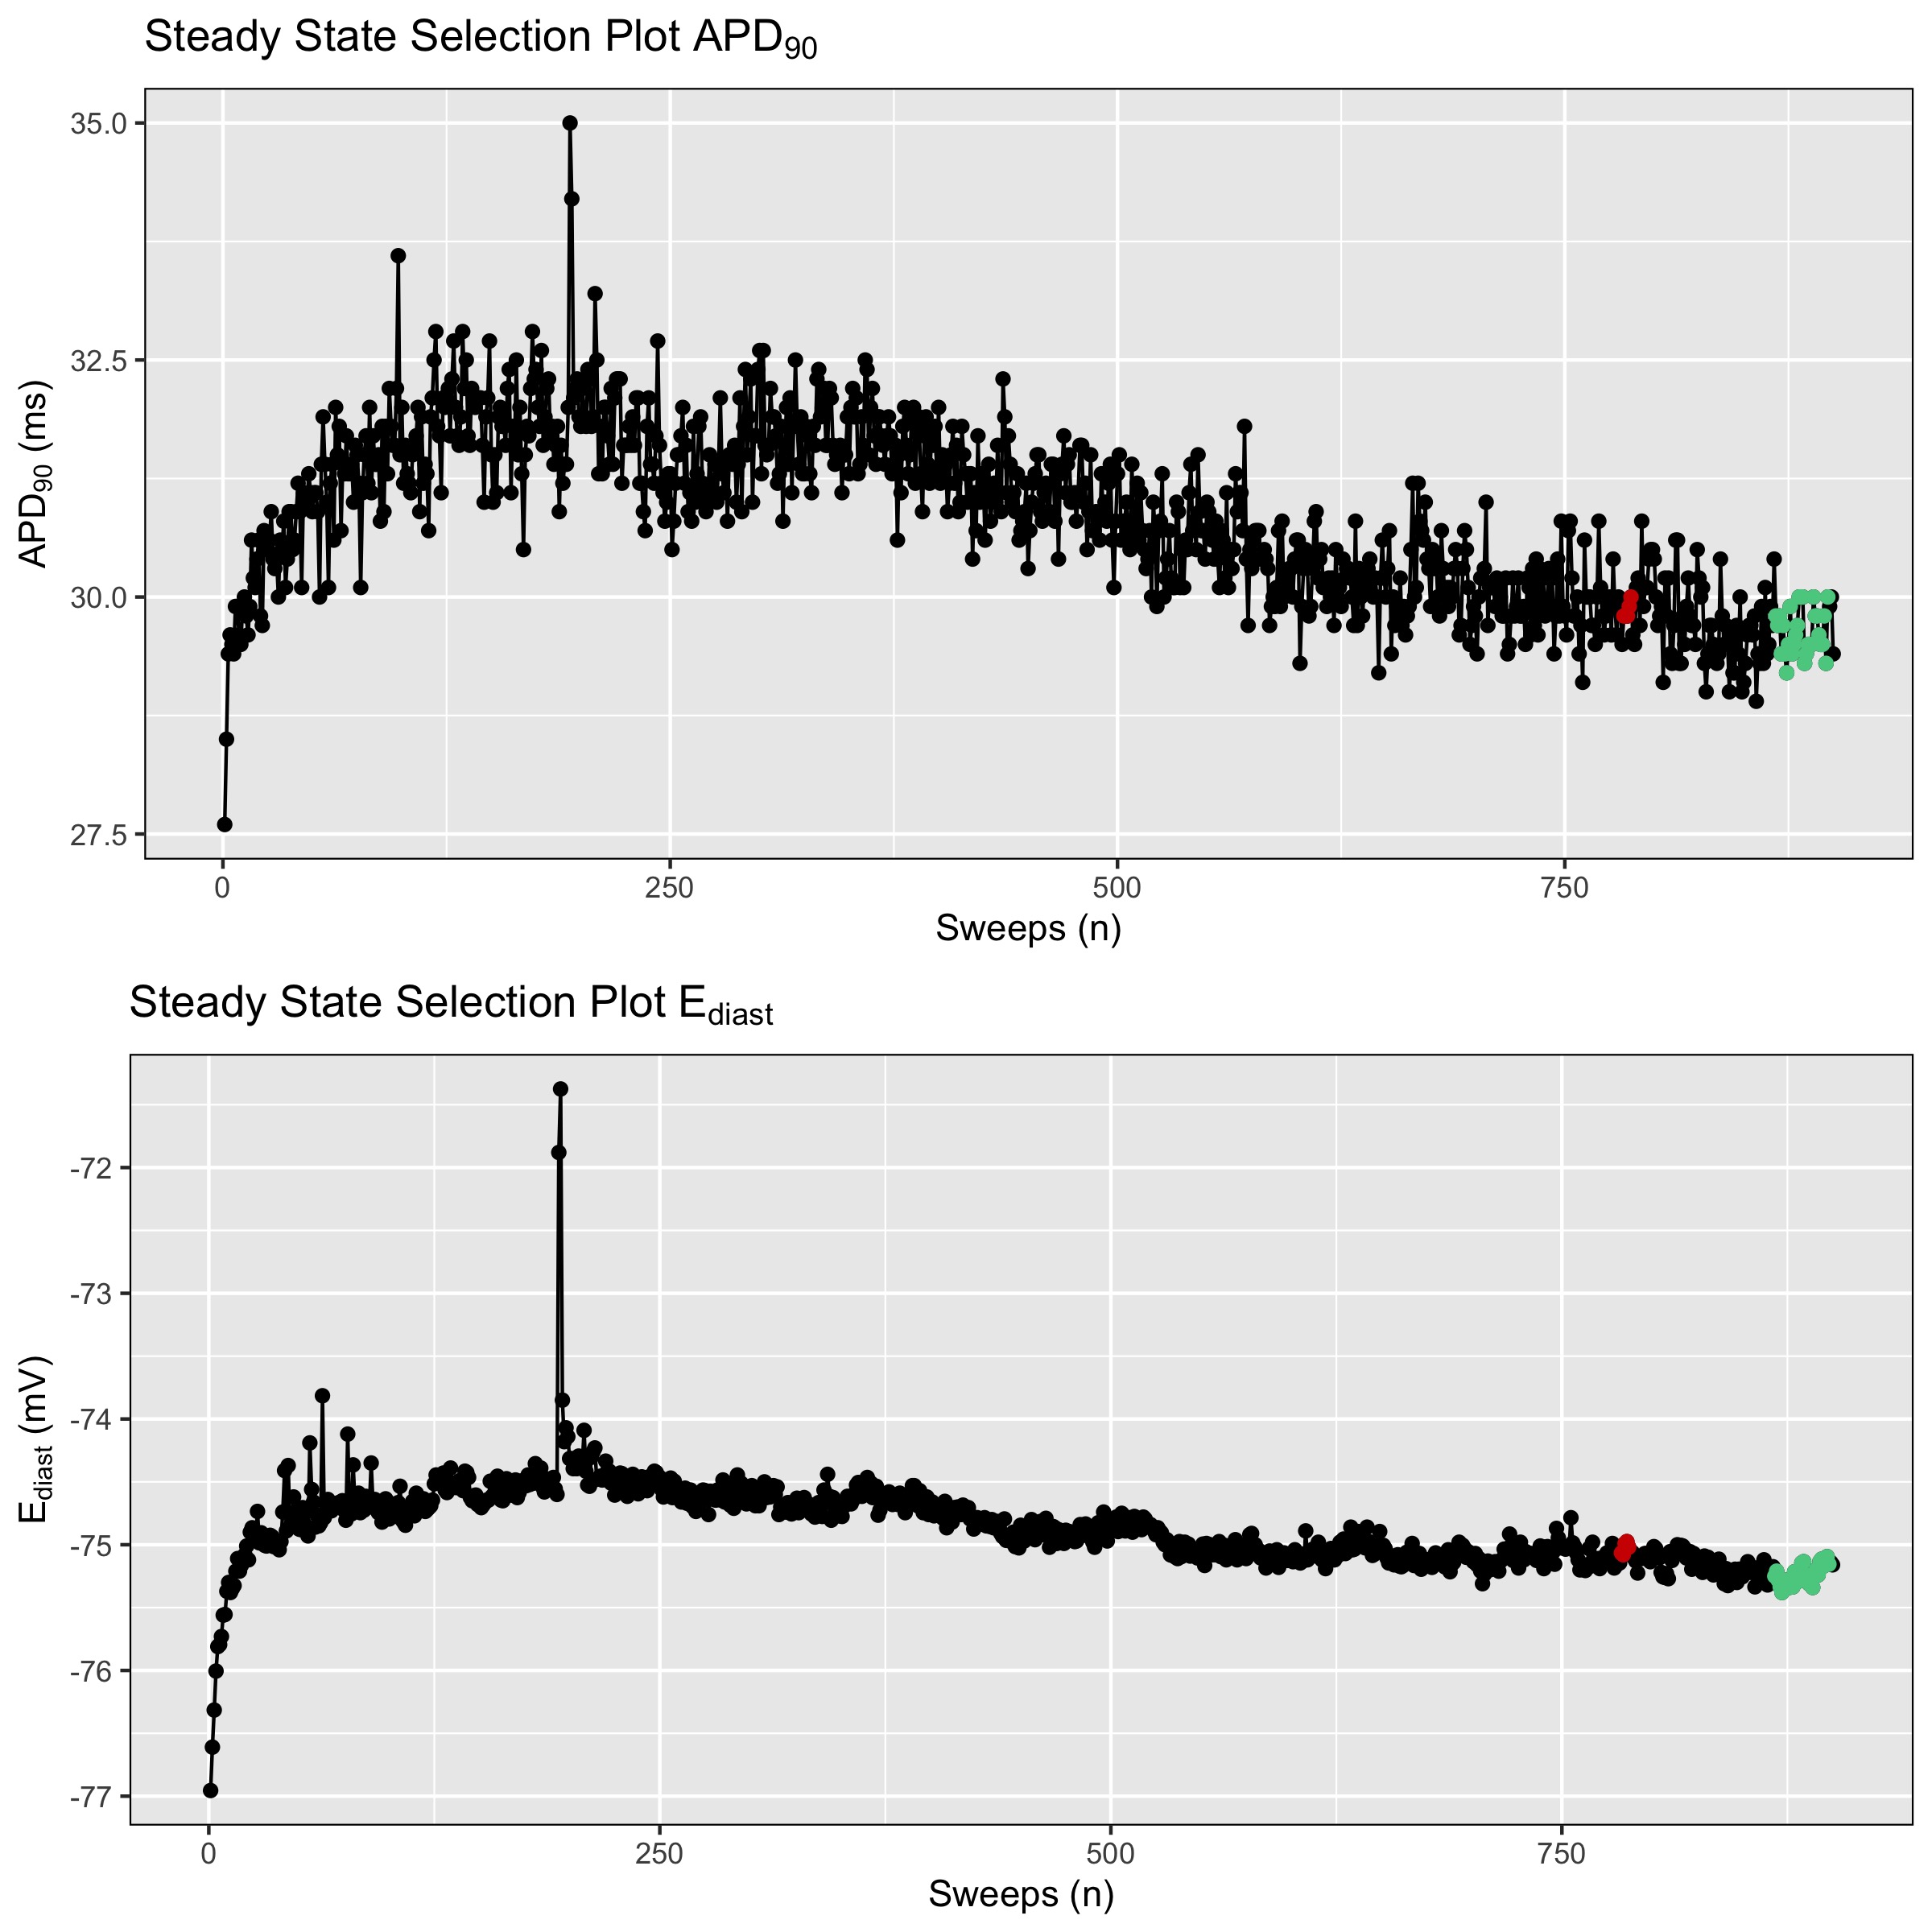 Steady State Selection Plot APD90
35.0
32.5
30.0
27.5
APD90 (ms)
0 250 500 750
Sweeps (n)
Steady State Selection Plot Ediast
-72
-73
-74
-75
-76
-77
Ediast (mV)
0 250 500 750
Sweeps (n)